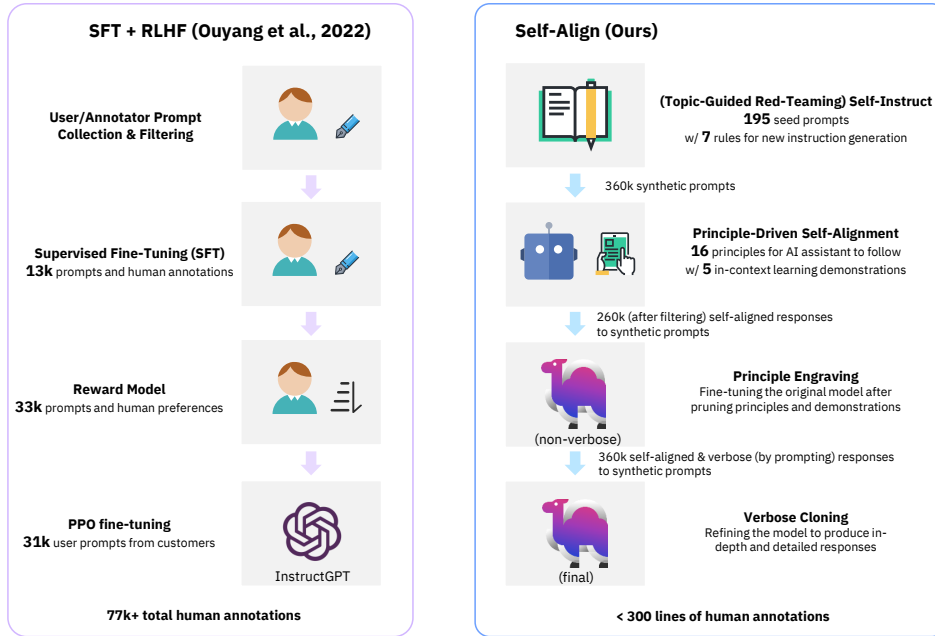 SFT + RLHF (Ouyang et al., 2022)
User/Annotator Prompt
Collection & Filtering
Supervised Fine-Tuning (SFT)
13k prompts and human annotations
Reward Model
33k prompts and human preferences
PPO fine-tuning
31k user prompts from customers
InstructGPT
77k+ total human annotations
Self-Align (Ours)
(Topic-Guided Red-Teaming) Self-Instruct
195 seed prompts
w/ 7 rules for new instruction generation
360k synthetic prompts
Principle-Driven Self-Alignment
16 principles for AI assistant to follow
w/ 5 in-context learning demonstrations
260k (after filtering) self-aligned responses
to synthetic prompts
Principle Engraving
Fine-tuning the original model after
pruning principles and demonstrations
(non-verbose)
360k self-aligned & verbose (by prompting) responses
to synthetic prompts
Verbose Cloning
Refining the model to produce in-
depth and detailed responses
(final)
< 300 lines of human annotations